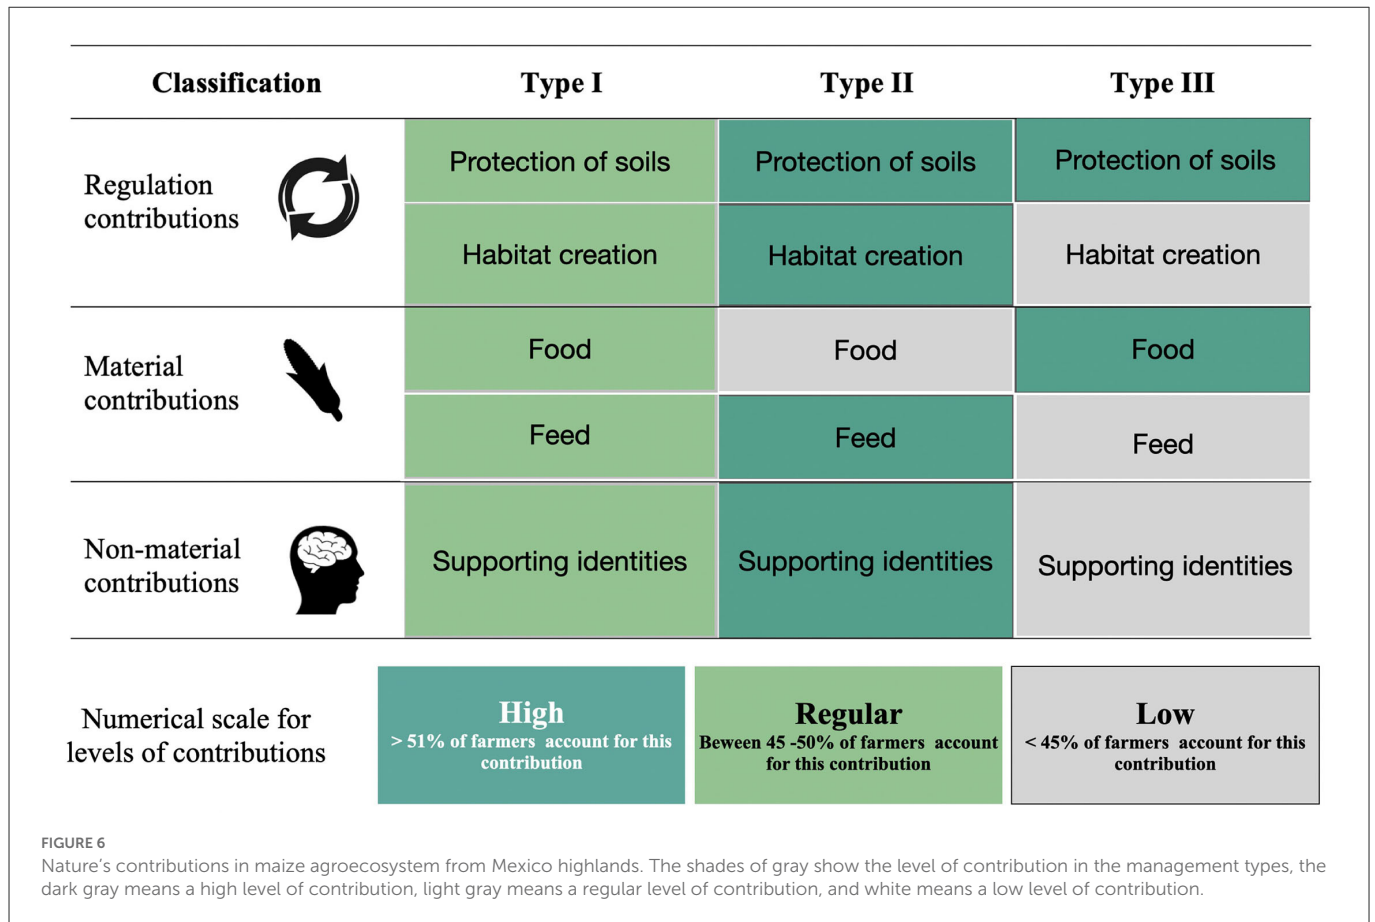 Classification Type I Type II Type III
Regulation
contributions
Protection of soils Protection of soils Protection of soils
Habitat creation Habitat creation Habitat creation
Material
contributions
Food Food Food
Feed Feed Feed
Non-material
contributions
Supporting identities Supporting identities Supporting identities
Numerical scale for
levels of contributions
High
> 51% of farmers account for this
contribution
Regular
Beween 45 -50% of farmers account
for this contribution
Low
< 45% of farmers account for this
contribution
FIGURE 6
Nature's contributions in maize agroecosystem from Mexico highlands. The shades of gray show the level of contribution in the management types, the
dark gray means a high level of contribution, light gray means a regular level of contribution, and white means a low level of contribution.